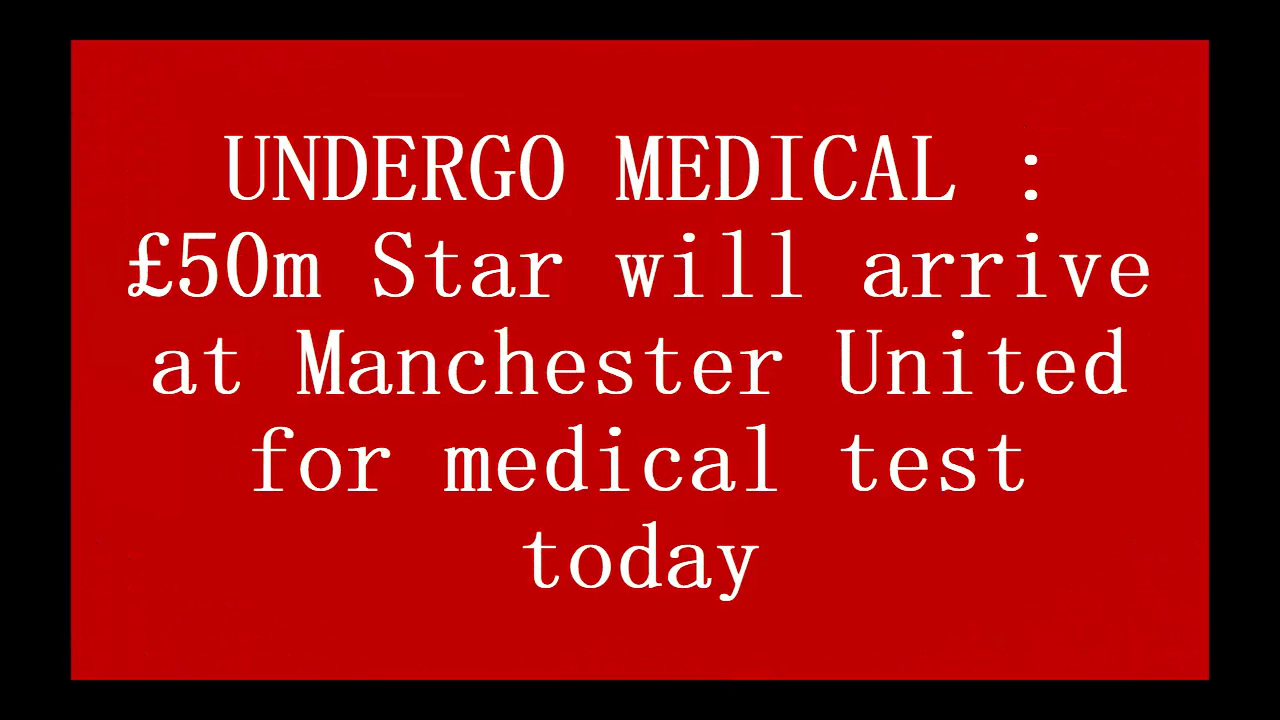 UNDERGO MEDICAL :
£50m Star will arrive
at Manchester United
for medical test
today